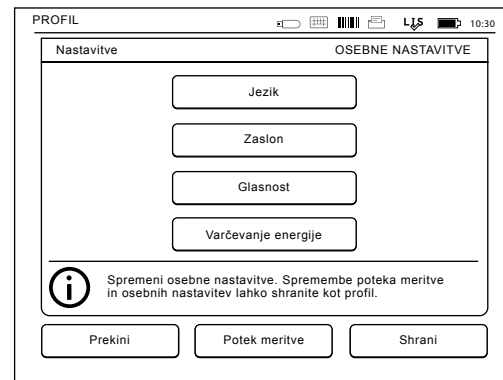 PROFIL LIS 10:30
Nastavitve OSEBNE NASTAVITVE
Jezik
Zaslon
Glasnost
Varčevanje energije
Spremeni osebne nastavitve. Spremembe poteka meritve
in osebnih nastavitev lahko shranite kot profil.
Prekini Potek meritve Shrani